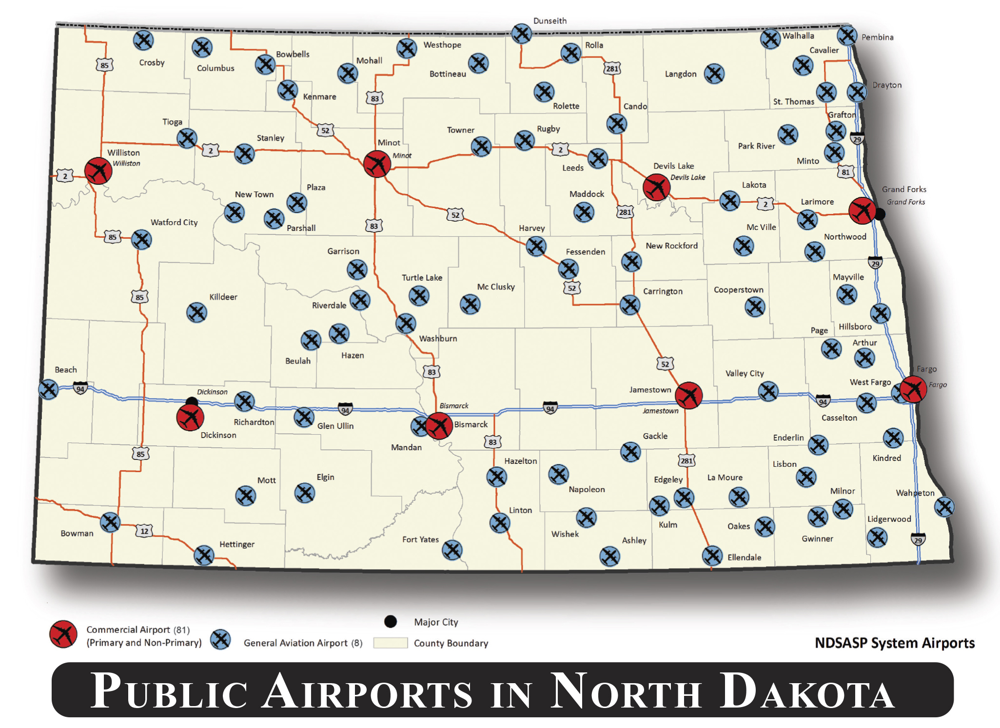 Dunseith
Walhalla
Pembina
Crosby
Columbus
Bowbells
Westhope
Rolla
Cavalier
85
Mohall
Bottineau
281
Langdon
Drayton
Kenmare
83
Rolette
St. Thomas
Tioga
52
Cando
Grafton
Stanley
Towner
Rugby
29
2
Minot
Minot
2
Park River
Williston
Williston
Leeds
Devils Lake
Devils Lake
Minto
81
2
New Town
Plaza
Maddock
Lakota
Grand Forks
Grand Forks
2
Larimore
52
281
Watford City
Parshall
83
Harvey
Mc Ville
Northwood
85
Garrison
Fessenden
New Rockford
29
Turtle Lake
Mc Clusky
52
Mayville
85
Killdeer
Riverdale
Carrington
Cooperstown
Washburn
Page
Hillsboro
Beulah
Hazen
Arthur
52
Beach
83
Valley City
Fargo
Fargo
94
Dickinson
Jamestown
Jamestown
West Fargo
94
Bismarck
Bismarck
94
94
Richardton
Glen Ullin
Casselton
Dickinson
Mandan
83
Gackle
Enderlin
Kindred
85
Hazelton
281
Lisbon
Mott
Elgin
Napoleon
Edgeley
La Moure
Milnor
Wahpeton
Linton
Kulm
Oakes
Lidgerwood
Bowman
12
Wishek
Gwinner
Hettinger
Fort Yates
Ashley
29
Ellendale
Commercial Airport (81)
(Primary and Non-Primary)
General Aviation Airport (8)
Major City
County Boundary
NDSASP System Airports
PUBLIC AIRPORTS IN NORTH DAKOTA